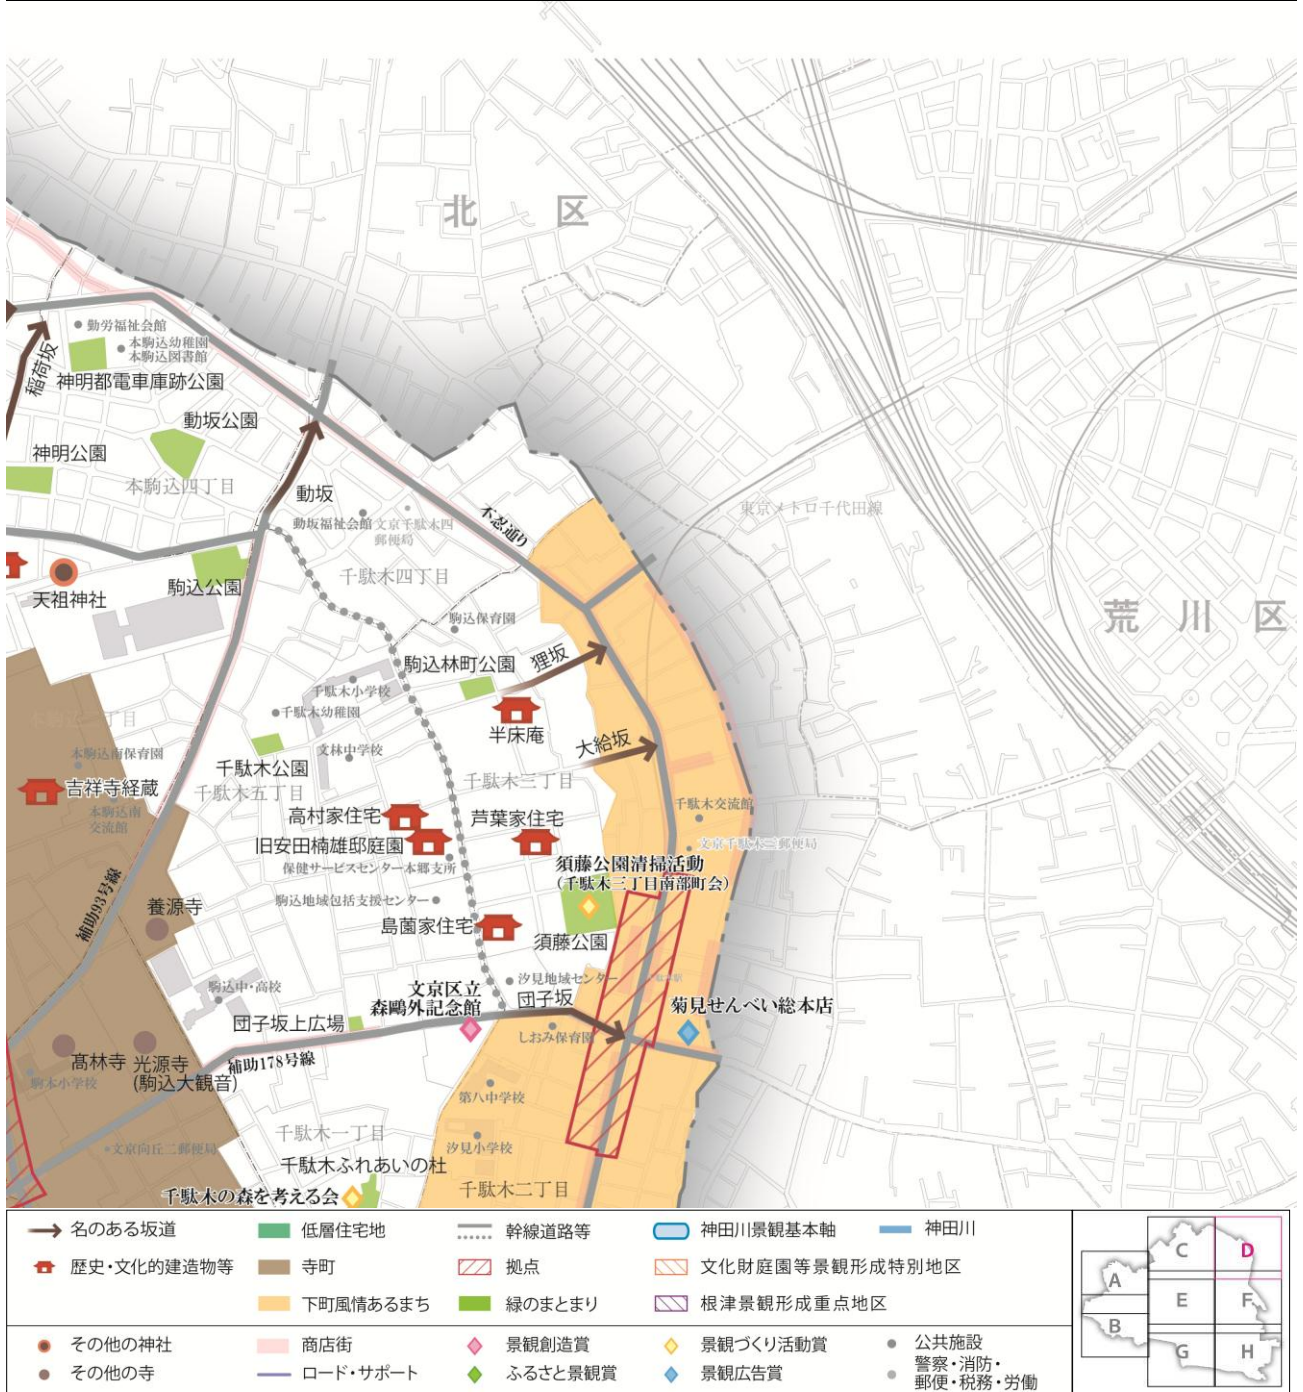 北区
勤労福祉会館
本駒込幼稚園
本駒込図書館
稲荷坂
神明都電車庫跡公園
動坂公園
神明公園
本駒込四丁目
動坂
不忍通り
東京メトロ千代田線
動坂福祉会館
文京千駄木四
郵便局
千駄木四丁目
荒川区
天祖神社
駒込公園
駒込保育園
駒込林町公園
狸坂
千駄木小学校
千駄木幼稚園
半床庵
大給坂
文林中学校
本駒込南保育園
千駄木公園
千駄木三丁目
吉祥寺経蔵
千駄木五丁目
本駒込南
交流館
高村家住宅
芦葉家住宅
千駄木交流館
旧安田楠雄邸庭園
文京千駄木三郵便局
保健サービスセンター本郷支所
須藤公園清掃活動
(千駄木三丁目南部町会)
駒込地域包括支援センター
養源寺
補助93号線
島薗家住宅
須藤公園
汐見地域センター
駒込中・高校
文京区立
森鷗外記念館
団子坂
菊見せんべい総本店
団子坂上広場
しおみ保育園
補助178号線
髙林寺
光源寺
(駒込大観音)
駒本小学校
第八中学校
千駄木一丁目
汐見小学校
文京向丘二郵便局
千駄木ふれあいの杜
千駄木二丁目
千駄木の森を考える会
名のある坂道
低層住宅地
幹線道路等
神田川景観基本軸
神田川
歴史・文化的建造物等
寺町
拠点
文化財庭園等景観形成特別地区
下町風情あるまち
緑のまとまり
根津景観形成重点地区
その他の神社
商店街
景観創造賞
景観づくり活動賞
公共施設
その他の寺
ロード・サポート
ふるさと景観賞
景観広告賞
警察・消防・
郵便・税務・労働
A
B
C
D
E
F
G
H